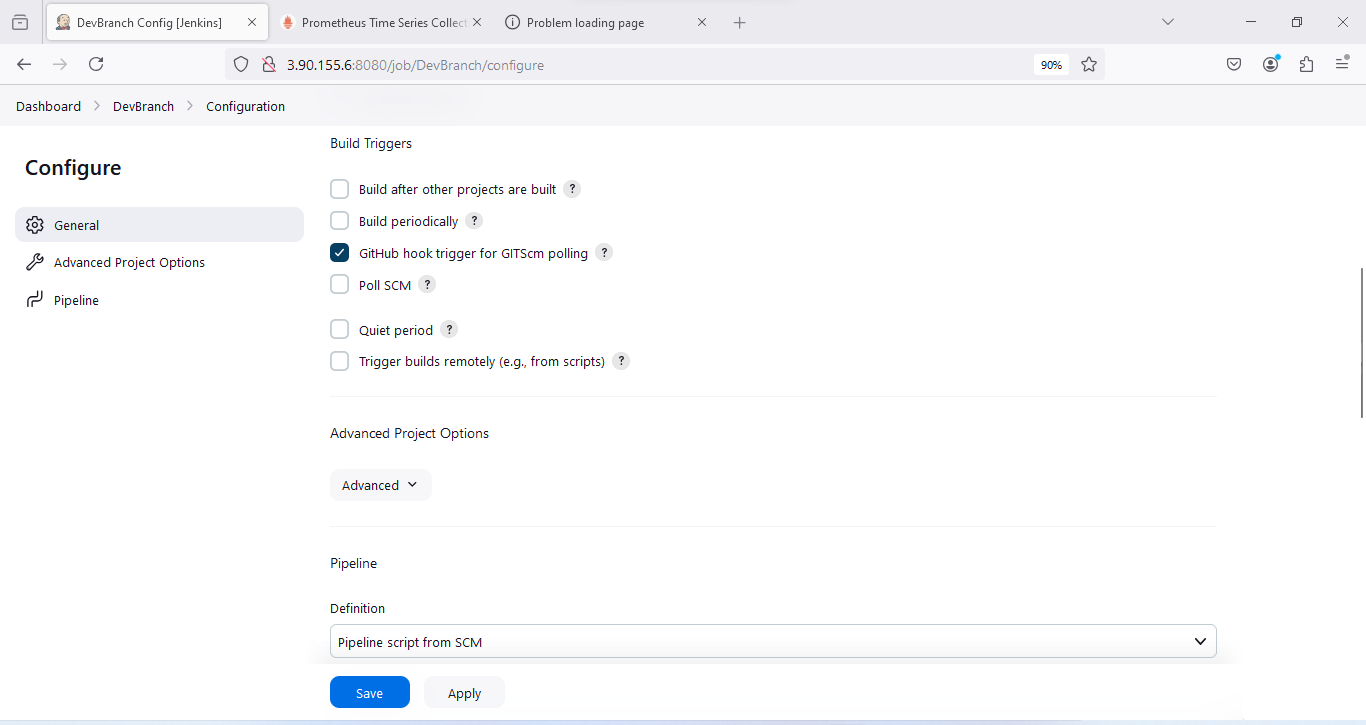 DevBranch Config [Jenkins]
Prometheus Time Series Collect
Problem loading page
3.90.155.6:8080/job/DevBranch/configure
90%
Dashboard
DevBranch
Configuration
Configure
General
Advanced Project Options
Pipeline
Build Triggers
Build after other projects are built ?
Build periodically ?
GitHub hook trigger for GITScm polling ?
Poll SCM ?
Quiet period ?
Trigger builds remotely (e.g., from scripts) ?
Advanced Project Options
Advanced
Pipeline
Definition
Pipeline script from SCM
Save
Apply